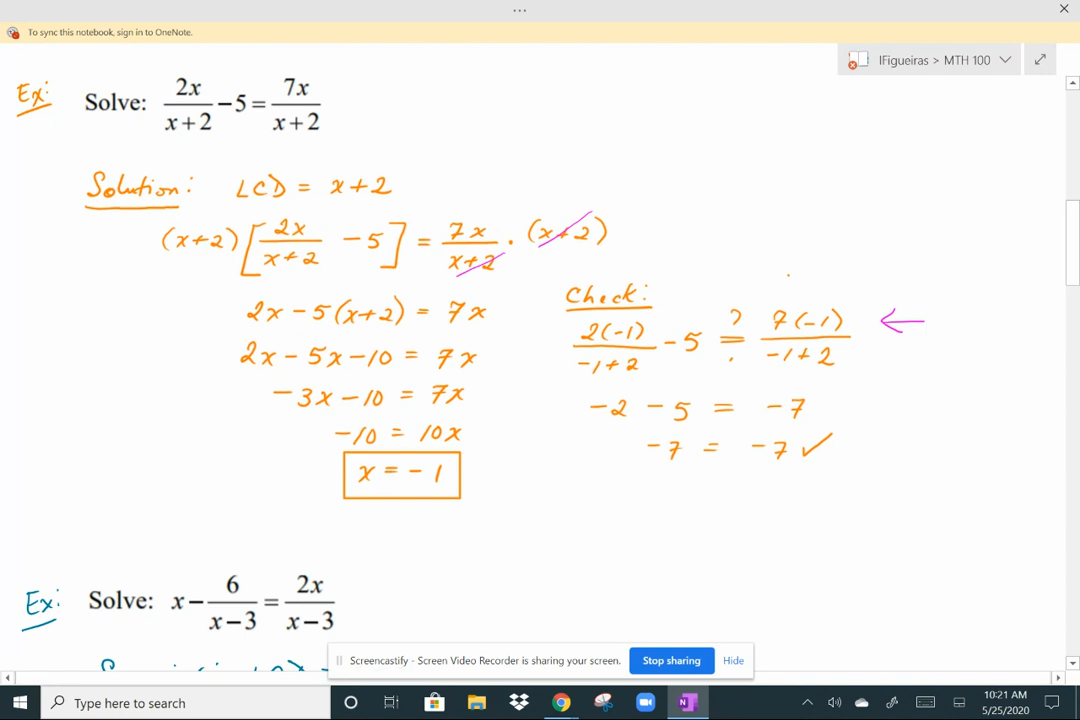 ...
To sync this notebook, sign in to OneNote.
IFigueiras > MTH 100
Ex:
Solve: 2x/(x+2) − 5 = 7x/(x+2)
Solution: LCD = x+2
(x+2)[2x/(x+2) − 5] = 7x/(x+2) · (x+2)
2x − 5(x+2) = 7x
2x − 5x − 10 = 7x
−3x − 10 = 7x
−10 = 10x
x = −1
Check:
2(−1)/(−1+2) − 5 ≟ 7(−1)/(−1+2) ←
−2 − 5 = −7
−7 = −7 ✓
Ex:
Solve: x − 6/(x−3) = 2x/(x−3)
Screencastify - Screen Video Recorder is sharing your screen.
Stop sharing
Hide
Type here to search
10:21 AM
5/25/2020